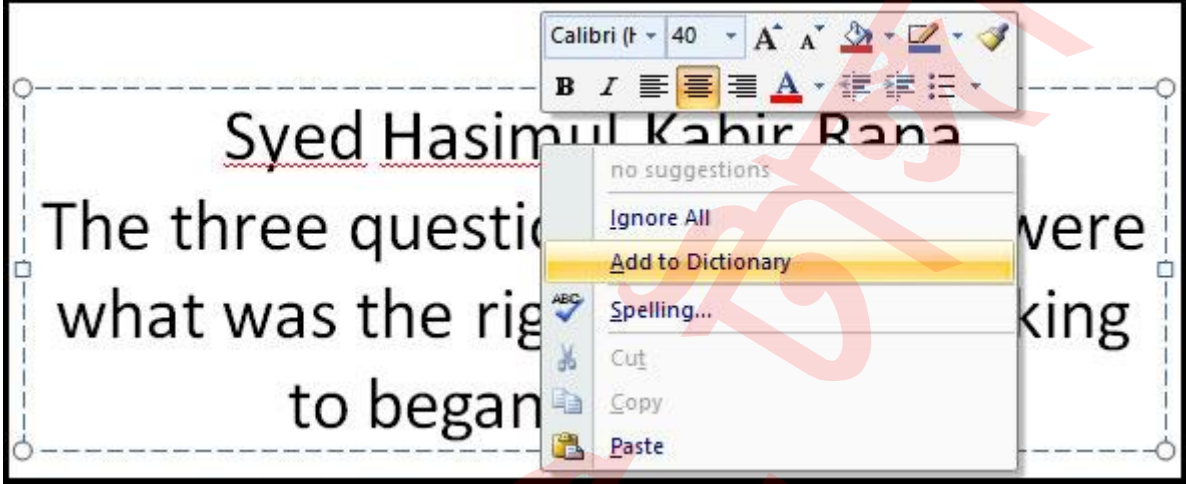 Calibri (H 40 A A
B I A
Syed Hasimul Kabir Rana
no suggestions
Ignore All
Add to Dictionary
ABC Spelling...
Cut
Copy
Paste
The three questi were
what was the rig king
to began